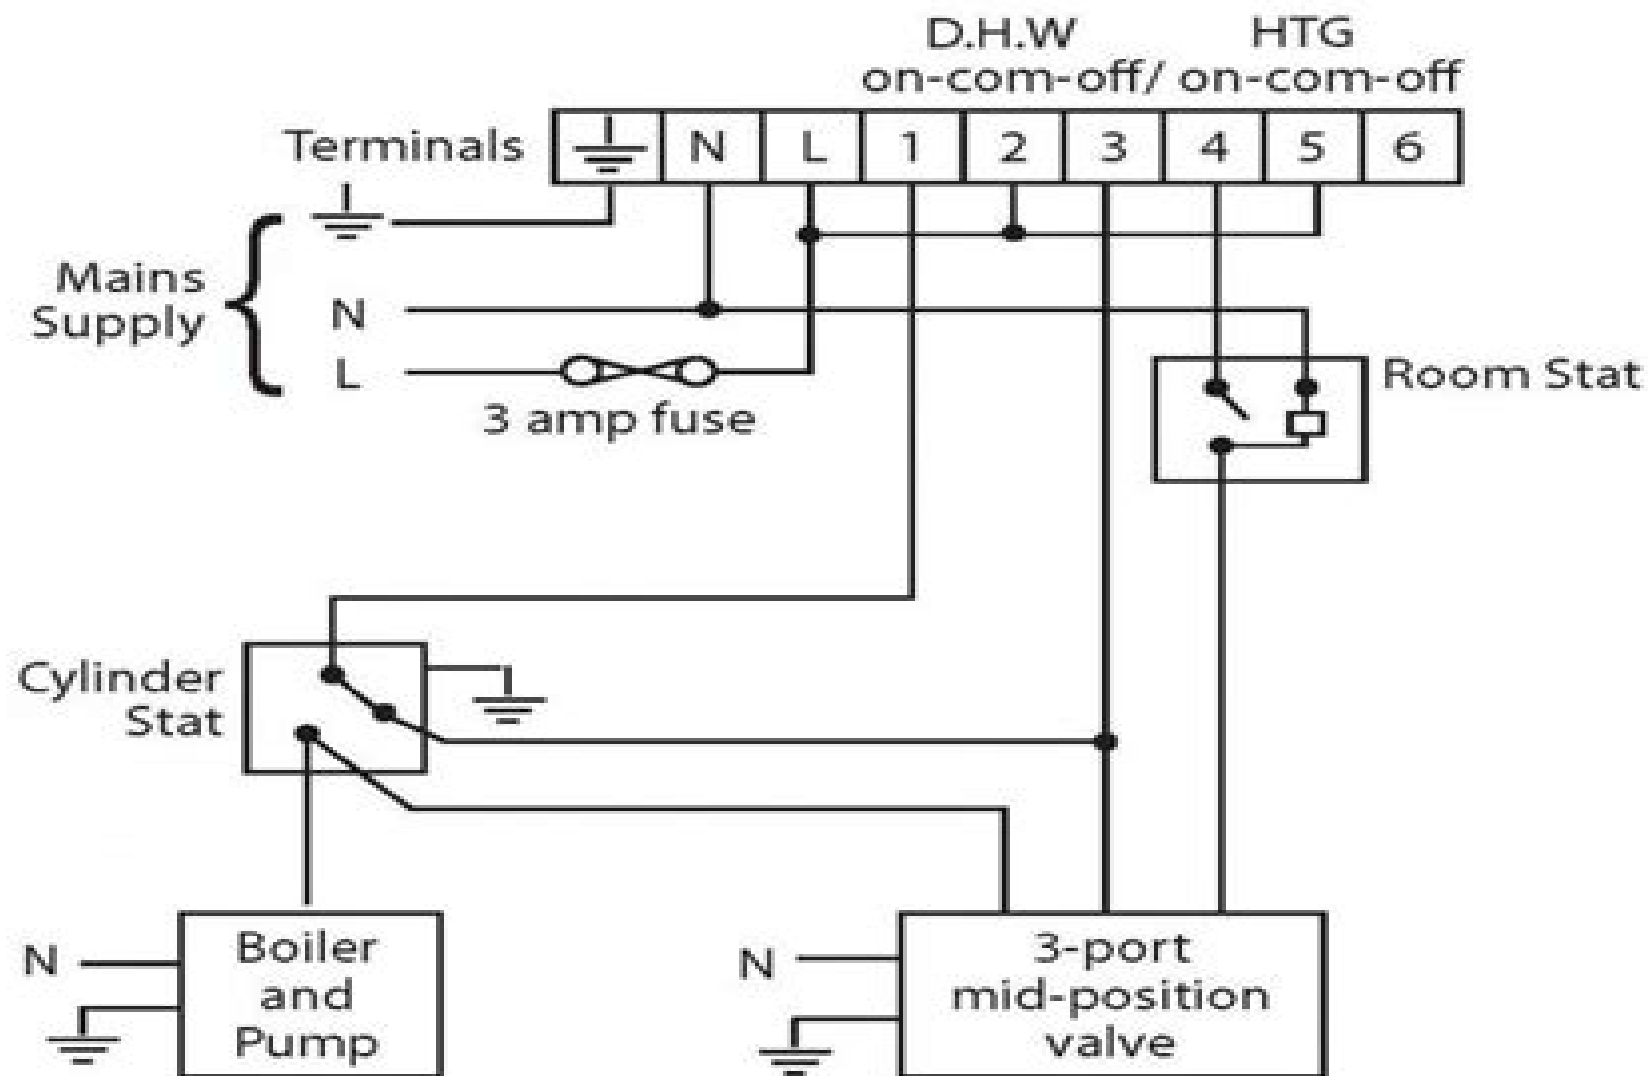 D.H.W HTG
on-com-off/ on-com-off
Terminals N L 1 2 3 4 5 6
Mains
Supply
N
L
3 amp fuse
Room Stat
Cylinder
Stat
N
Boiler
and
Pump
N
3-port
mid-position
valve